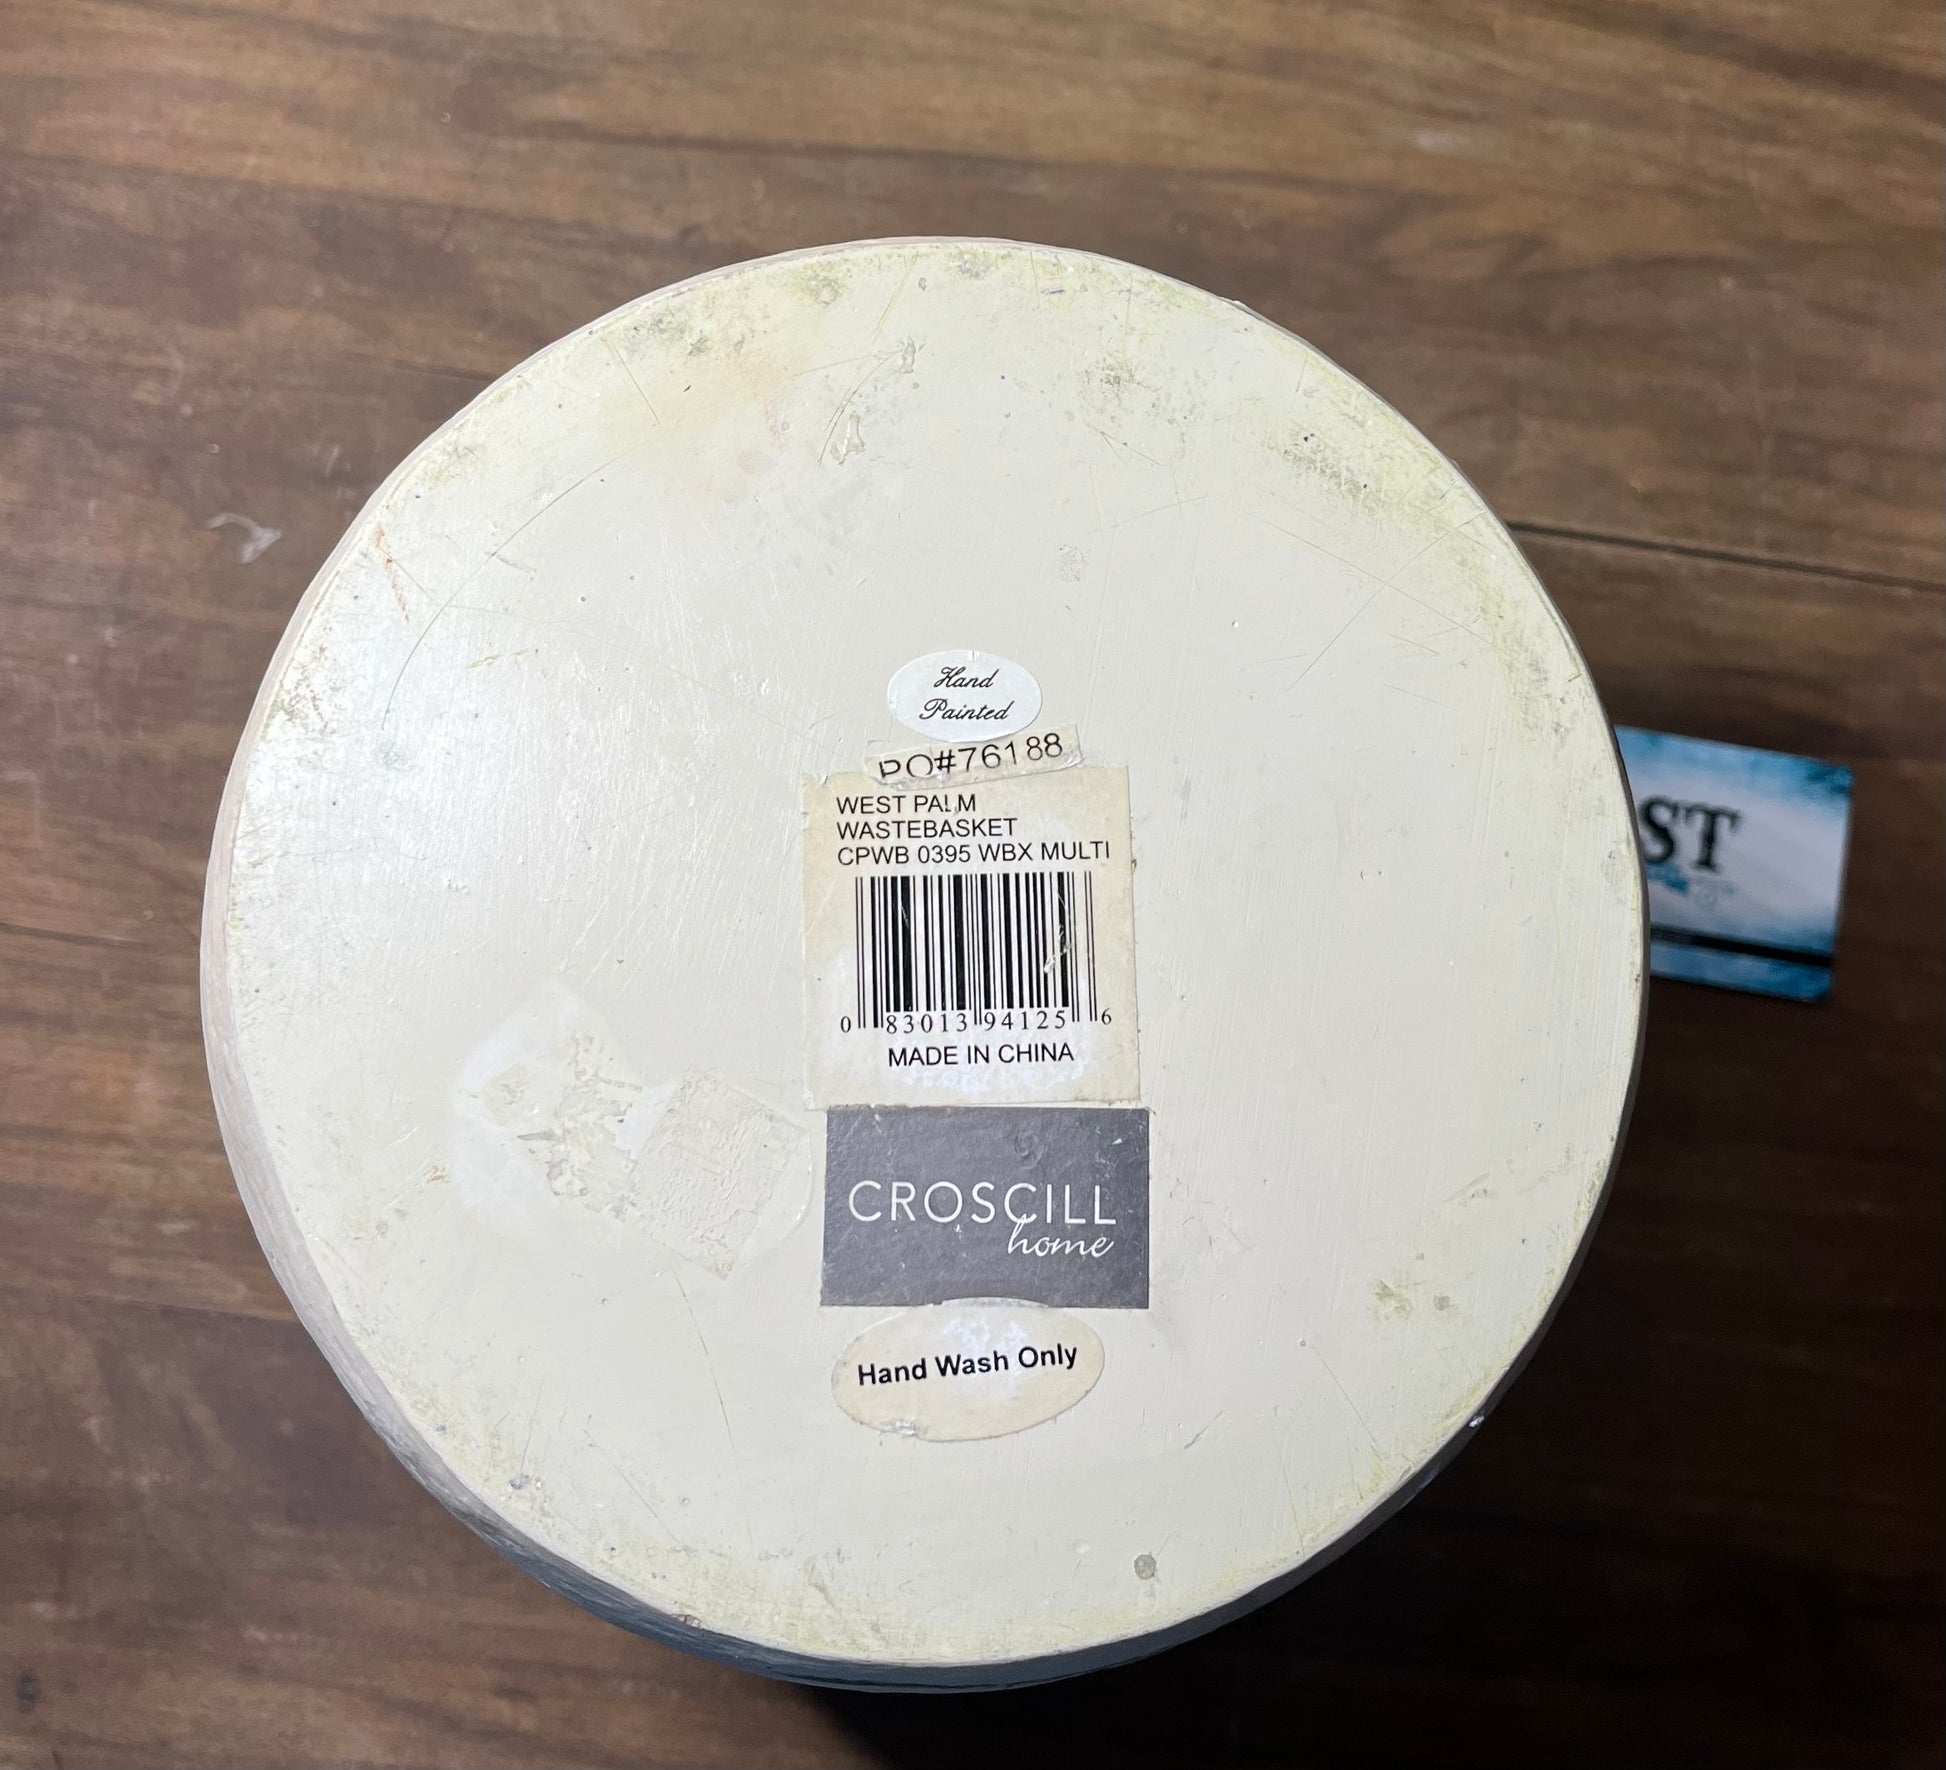 Hand
Painted
PO#76188
WEST PALM
WASTEBASKET
CPWB 0395 WBX MULTI
0 83013 94125 6
MADE IN CHINA
CROSCILL
home
Hand Wash Only
ST